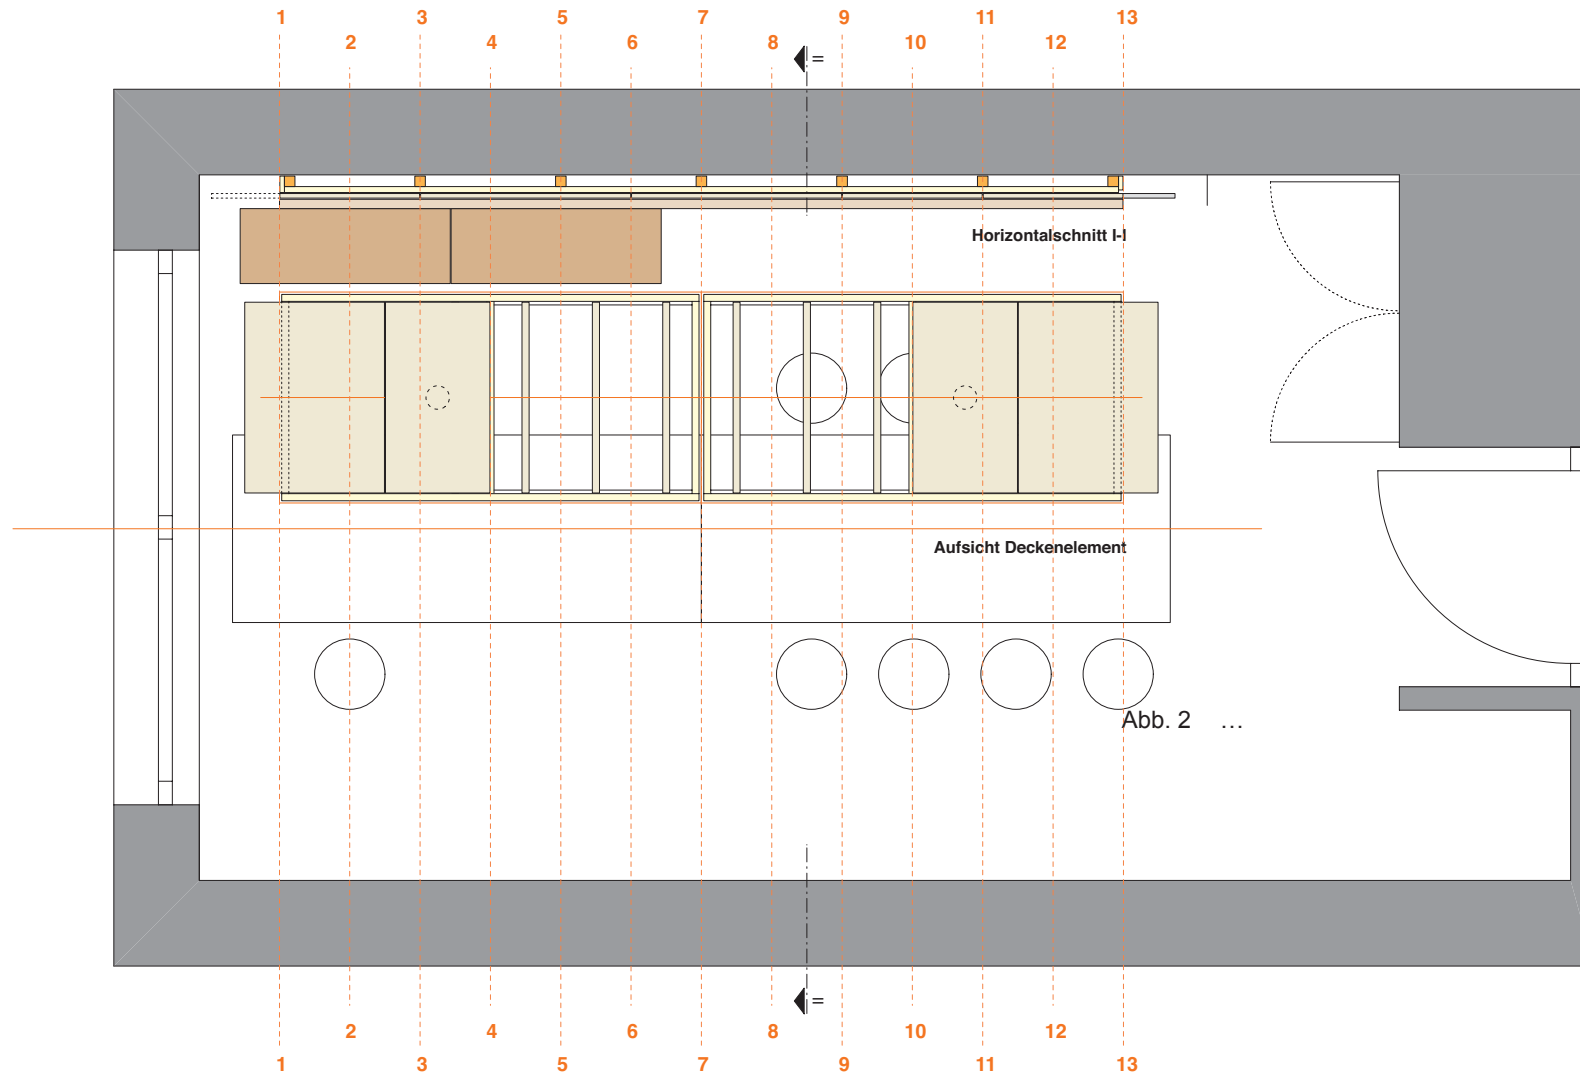 1 3 5 7 9 11 13
2 4 6 8 10 12
=
Horizontalschnitt I-I
Aufsicht Deckenelement
Abb. 2 …
=
2 4 6 8 10 12
1 3 5 7 9 11 13